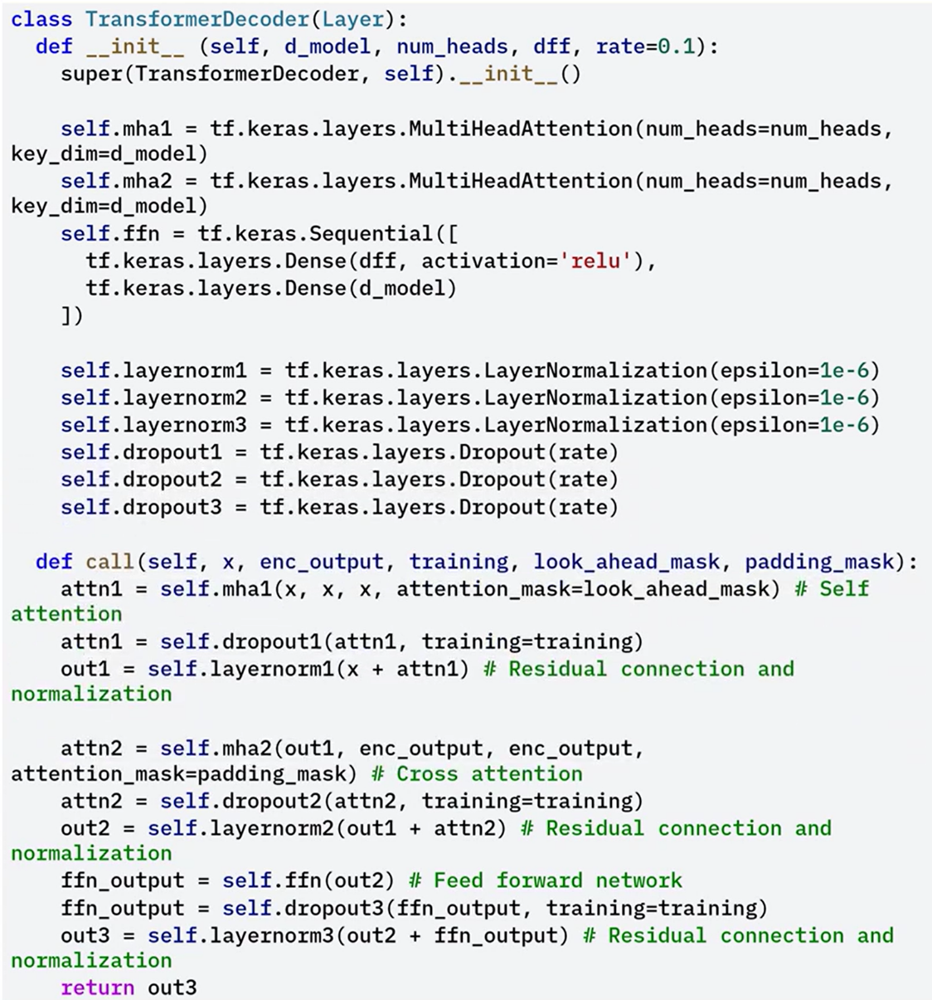 class TransformerDecoder(Layer):
  def __init__ (self, d_model, num_heads, dff, rate=0.1):
    super(TransformerDecoder, self).__init__()
    self.mha1 = tf.keras.layers.MultiHeadAttention(num_heads=num_heads,
key_dim=d_model)
    self.mha2 = tf.keras.layers.MultiHeadAttention(num_heads=num_heads,
key_dim=d_model)
    self.ffn = tf.keras.Sequential([
      tf.keras.layers.Dense(dff, activation='relu'),
      tf.keras.layers.Dense(d_model)
    ])
    self.layernorm1 = tf.keras.layers.LayerNormalization(epsilon=1e-6)
    self.layernorm2 = tf.keras.layers.LayerNormalization(epsilon=1e-6)
    self.layernorm3 = tf.keras.layers.LayerNormalization(epsilon=1e-6)
    self.dropout1 = tf.keras.layers.Dropout(rate)
    self.dropout2 = tf.keras.layers.Dropout(rate)
    self.dropout3 = tf.keras.layers.Dropout(rate)
  def call(self, x, enc_output, training, look_ahead_mask, padding_mask):
    attn1 = self.mha1(x, x, x, attention_mask=look_ahead_mask) # Self
attention
    attn1 = self.dropout1(attn1, training=training)
    out1 = self.layernorm1(x + attn1) # Residual connection and
normalization
    attn2 = self.mha2(out1, enc_output, enc_output,
attention_mask=padding_mask) # Cross attention
    attn2 = self.dropout2(attn2, training=training)
    out2 = self.layernorm2(out1 + attn2) # Residual connection and
normalization
    ffn_output = self.ffn(out2) # Feed forward network
    ffn_output = self.dropout3(ffn_output, training=training)
    out3 = self.layernorm3(out2 + ffn_output) # Residual connection and
normalization
    return out3